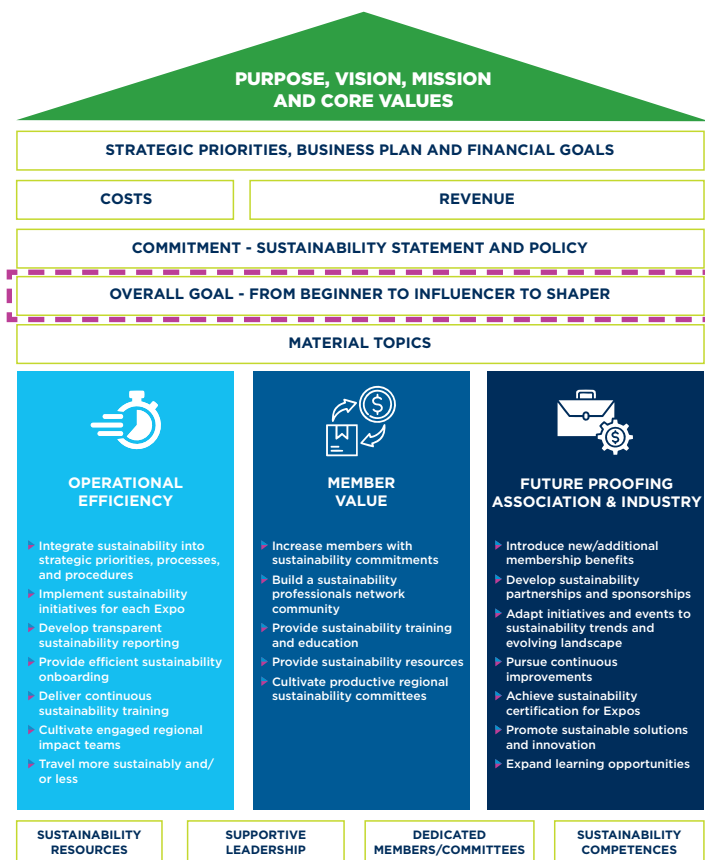 PURPOSE, VISION, MISSION
AND CORE VALUES
STRATEGIC PRIORITIES, BUSINESS PLAN AND FINANCIAL GOALS
COSTS
REVENUE
COMMITMENT - SUSTAINABILITY STATEMENT AND POLICY
OVERALL GOAL - FROM BEGINNER TO INFLUENCER TO SHAPER
MATERIAL TOPICS
OPERATIONAL
EFFICIENCY
Integrate sustainability into
strategic priorities, processes,
and procedures
Implement sustainability
initiatives for each Expo
Develop transparent
sustainability reporting
Provide efficient sustainability
onboarding
Deliver continuous
sustainability training
Cultivate engaged regional
impact teams
Travel more sustainably and/
or less
$
MEMBER
VALUE
Increase members with
sustainability commitments
Build a sustainability
professionals network
community
Provide sustainability training
and education
Provide sustainability resources
Cultivate productive regional
sustainability committees
$
FUTURE PROOFING
ASSOCIATION & INDUSTRY
Introduce new/additional
membership benefits
Develop sustainability
partnerships and sponsorships
Adapt initiatives and events to
sustainability trends and
evolving landscape
Pursue continuous
improvements
Achieve sustainability
certification for Expos
Promote sustainable solutions
and innovation
Expand learning opportunities
SUSTAINABILITY
RESOURCES
SUPPORTIVE
LEADERSHIP
DEDICATED
MEMBERS/COMMITTEES
SUSTAINABILITY
COMPETENCES